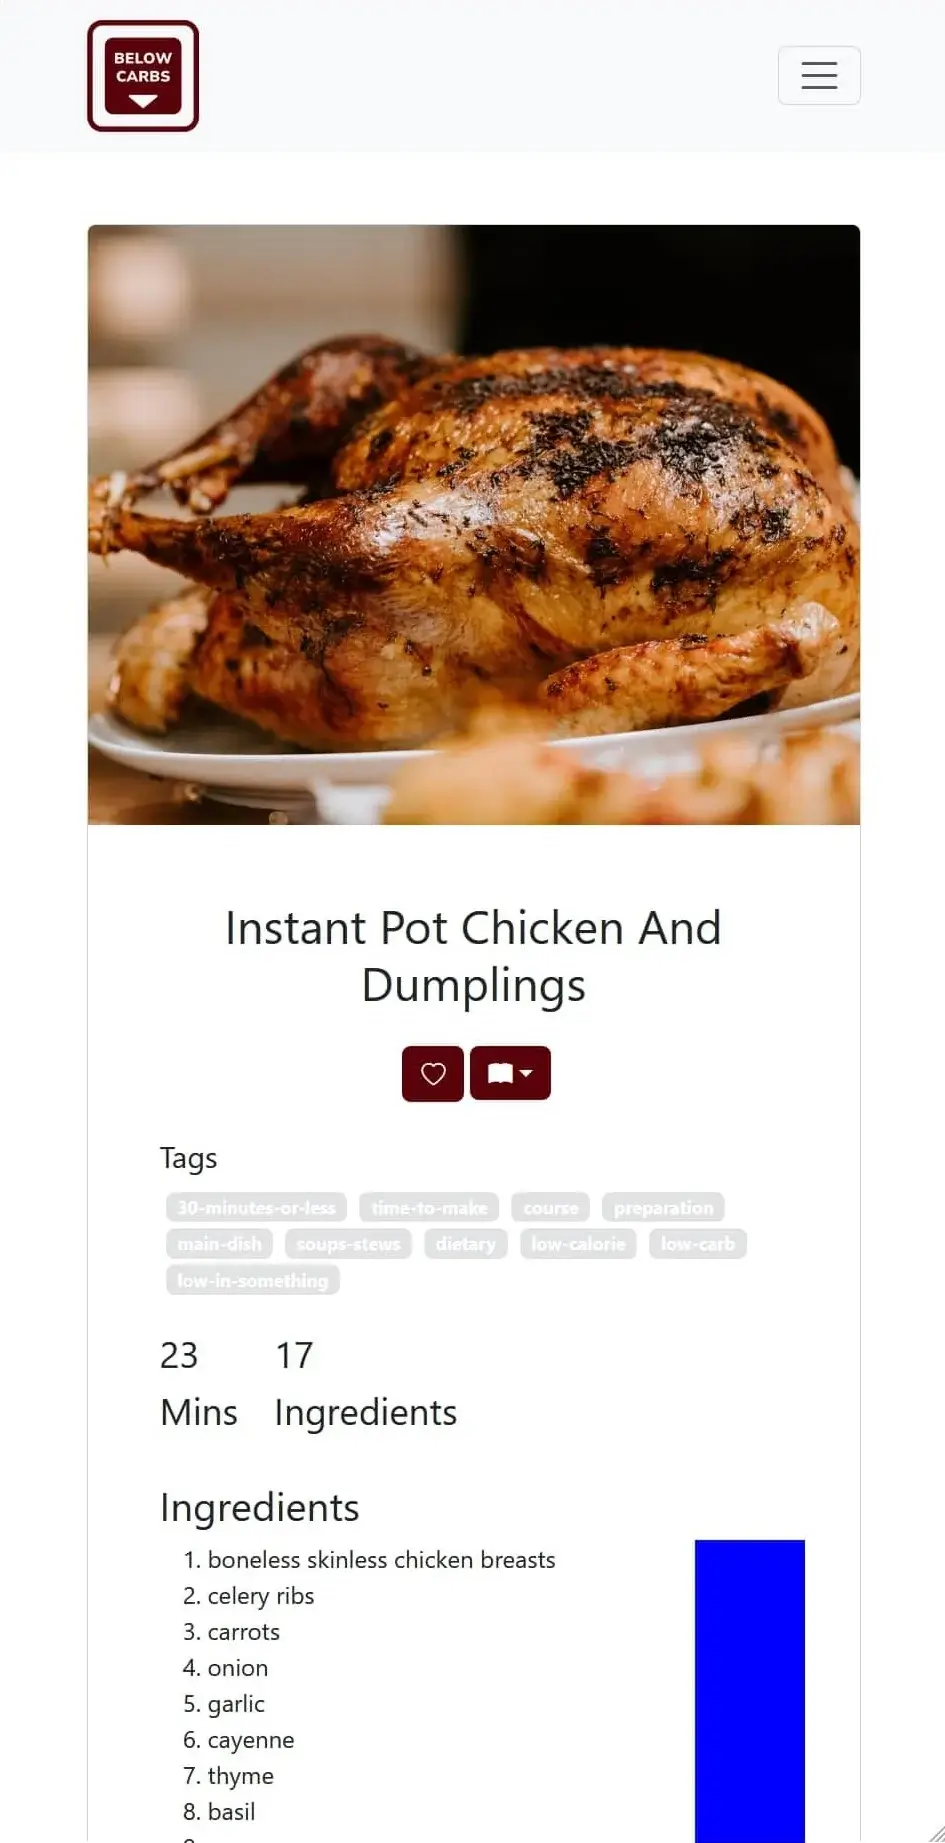 BELOW
CARBS
Instant Pot Chicken And
Dumplings
Tags
30-minutes-or-less time-to-make course preparation
main-dish soups-stews dietary low-calorie low-carb
low-in-something
23 17
Mins Ingredients
Ingredients
1. boneless skinless chicken breasts
2. celery ribs
3. carrots
4. onion
5. garlic
6. cayenne
7. thyme
8. basil